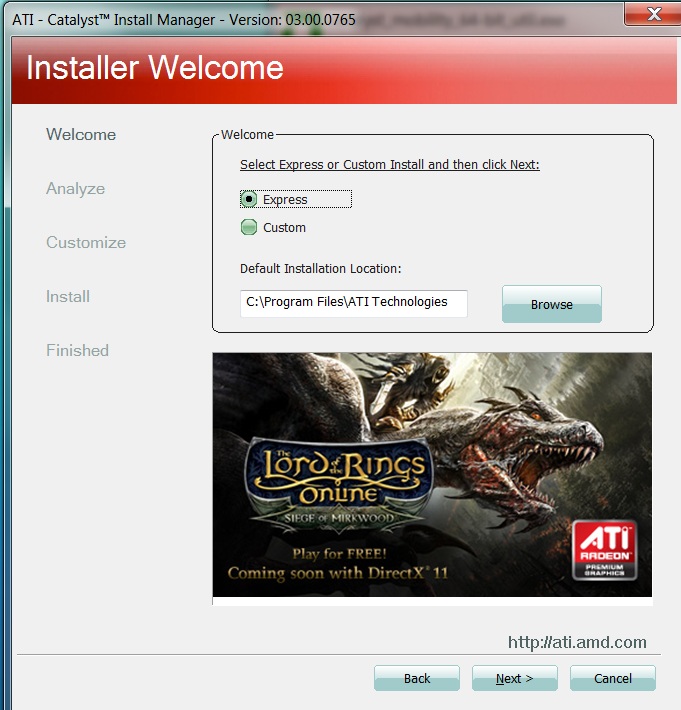 ATI - Catalyst™ Install Manager - Version: 03.00.0765
Installer Welcome
Welcome
Analyze
Customize
Install
Finished
Welcome
Select Express or Custom Install and then click Next:
Express
Custom
Default Installation Location:
C:\Program Files\ATI Technologies
Browse
The
Lord of the Rings
Online
SIEGE OF MIRKWOOD
Play for FREE!
Coming soon with DirectX® 11
ATI
RADEON
PREMIUM
GRAPHICS
http://ati.amd.com
Back
Next >
Cancel